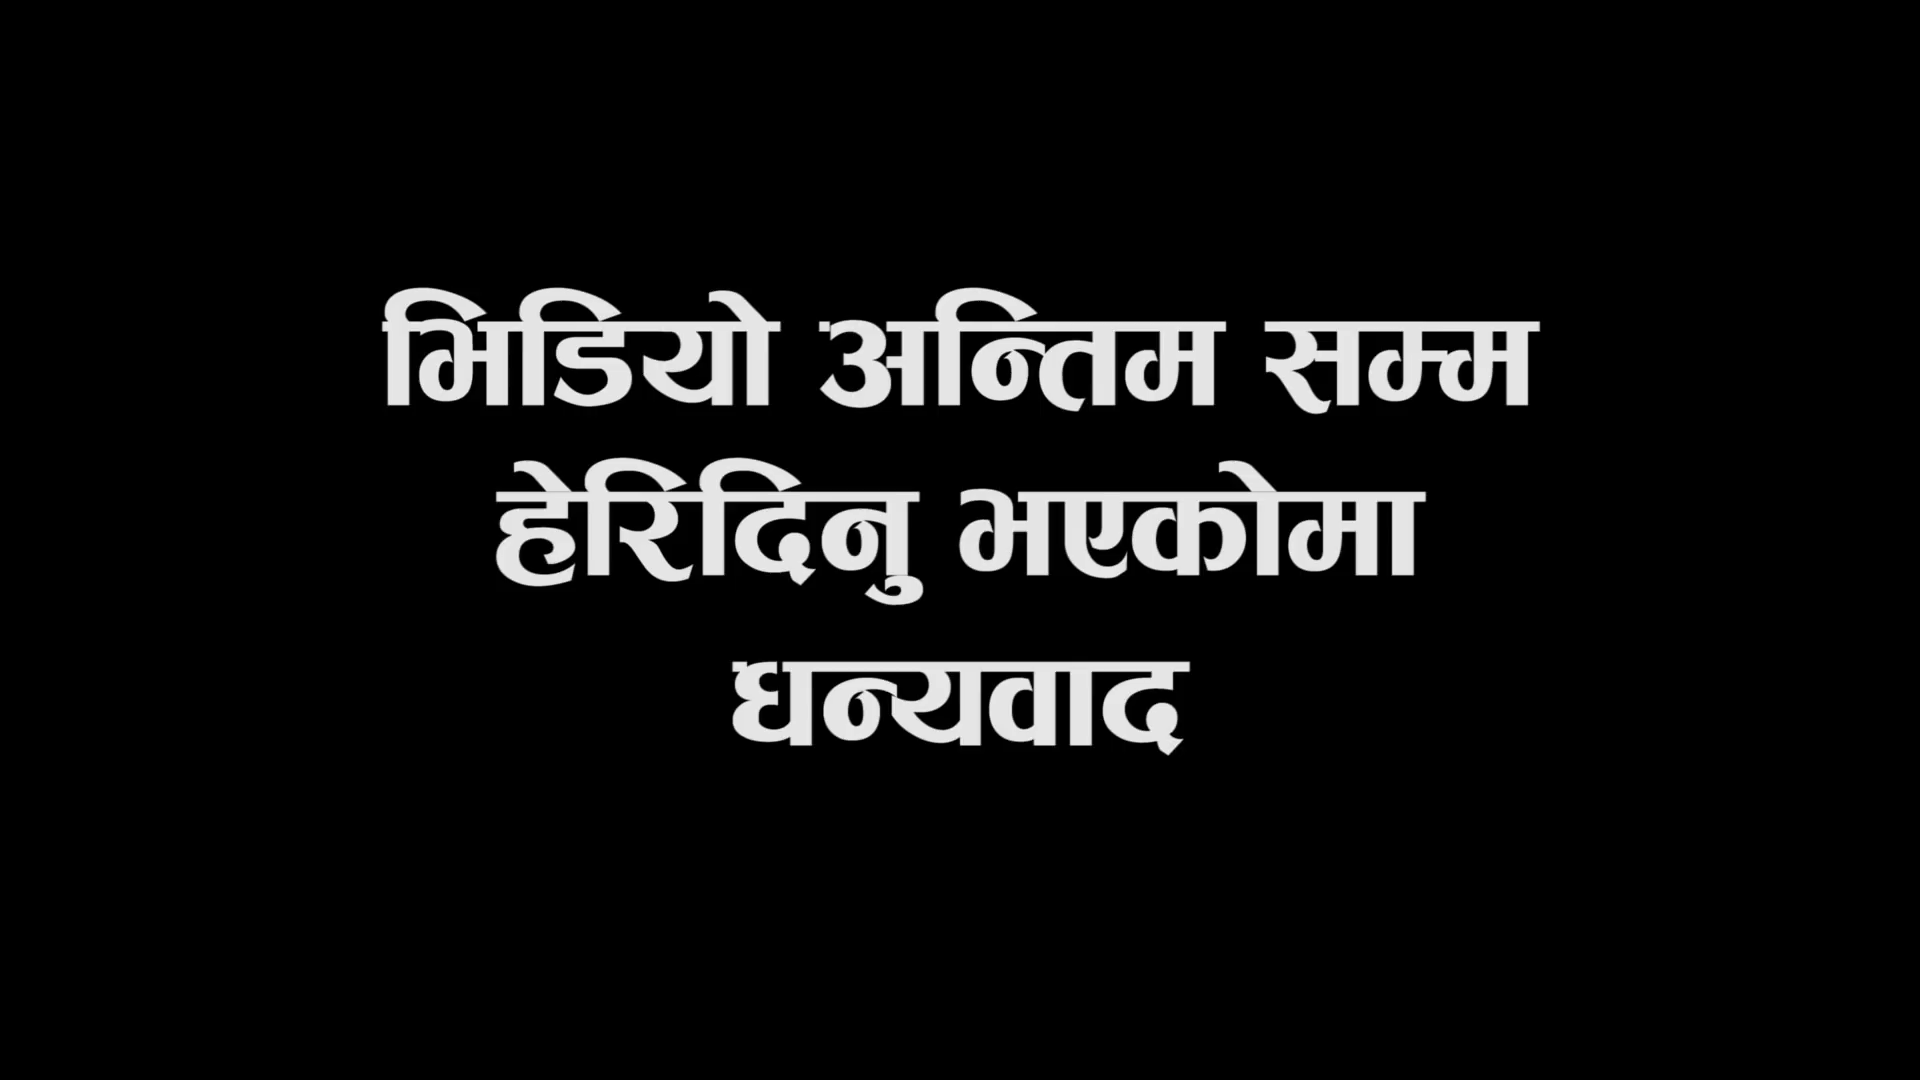 भिडियो अन्तिम सम्म
हेरिदिनु भएकोमा
धन्यवाद